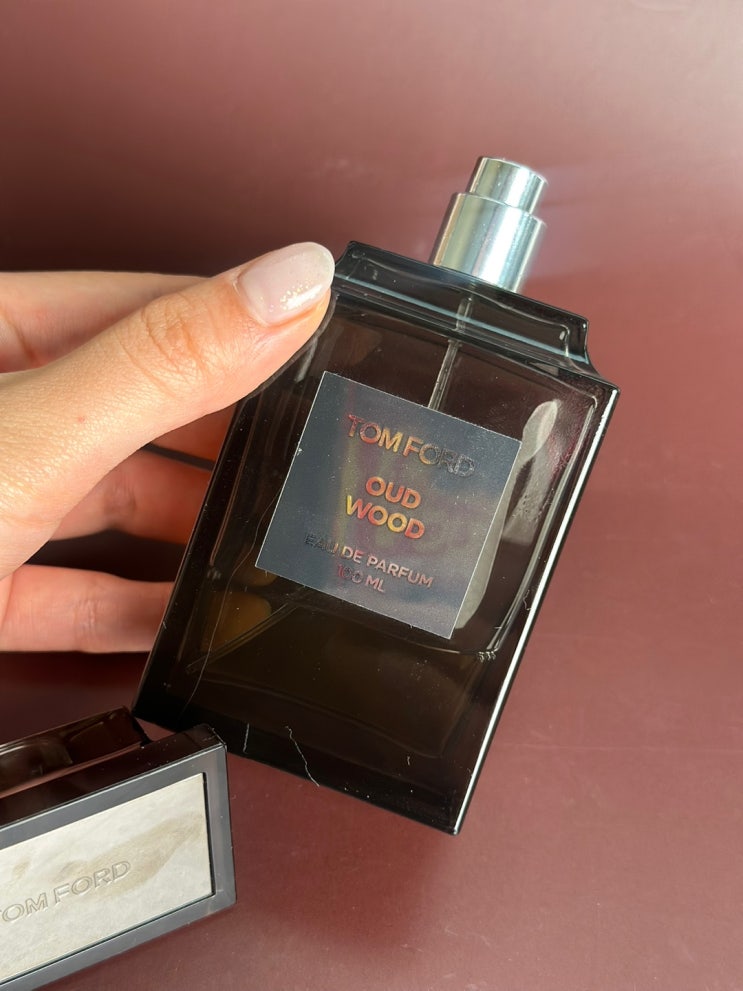 TOM FORD
OUD
WOOD
EAU DE PARFUM
100 ML
TOM FORD